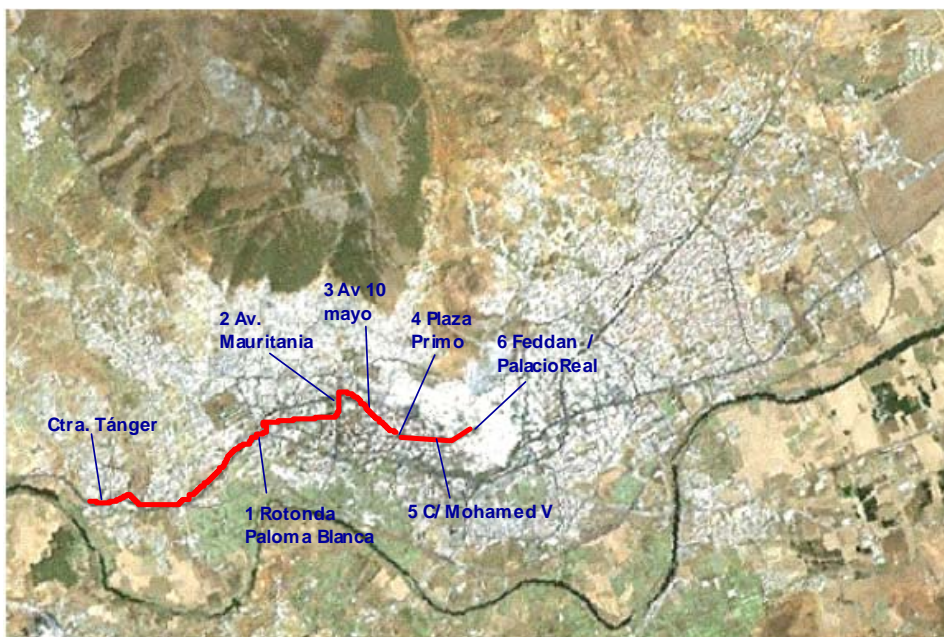 3 Av 10
mayo
2 Av.
Mauritania
4 Plaza
Primo
6 Feddan /
PalacioReal
Ctra. Tánger
1 Rotonda
Paloma Blanca
5 C/ Mohamed V